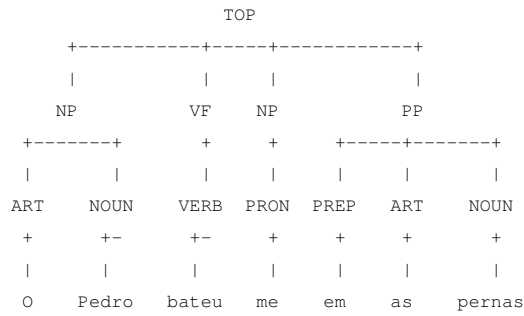 TOP
+-----------+------+-------------+
| | | |
NP VF NP PP
+-------+ + + +-----+-------+
| | | | | | |
ART NOUN VERB PRON PREP ART NOUN
+ +- +- + + + +
| | | | | | |
O Pedro bateu me em as pernas